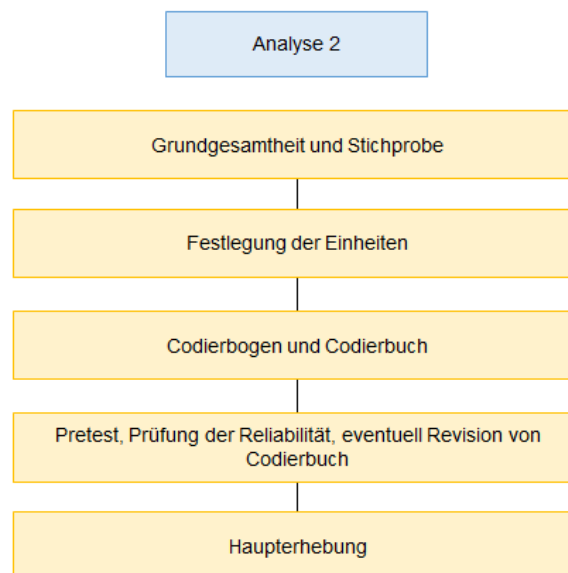 Analyse 2
Grundgesamtheit und Stichprobe
Festlegung der Einheiten
Codierbogen und Codierbuch
Pretest, Prüfung der Reliabilität, eventuell Revision von
Codierbuch
Haupterhebung